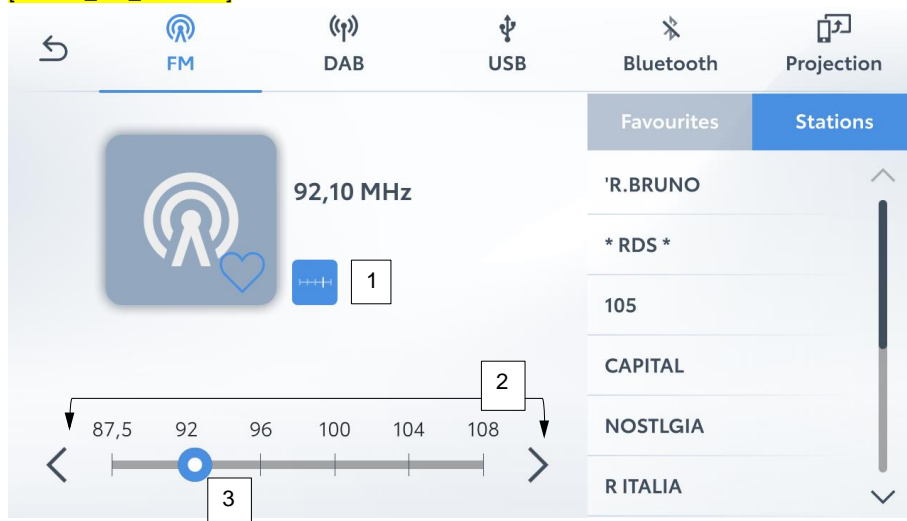 FM
DAB
USB
Bluetooth
Projection
Favourites
Stations
92,10 MHz
1
'R.BRUNO
* RDS *
105
CAPITAL
NOSTLGIA
R ITALIA
2
87,5 92 96 100 104 108
3